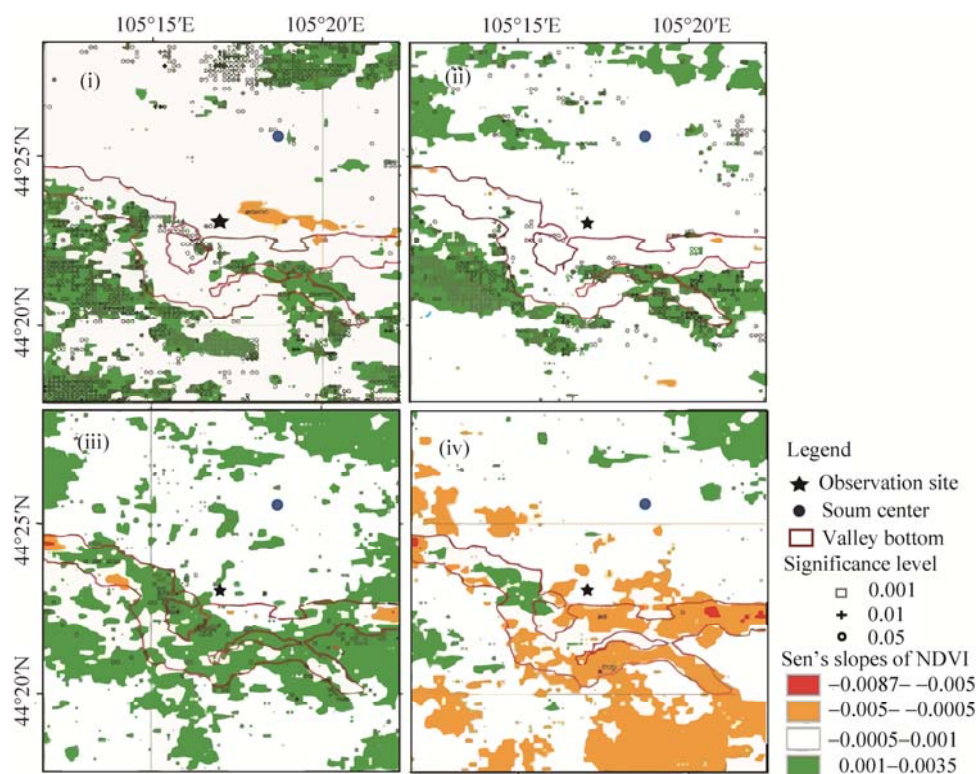 105°15'E 105°20'E 105°15'E 105°20'E
(i) (ii)
44°25'N
44°20'N
(iii) (iv)
44°25'N
44°20'N
Legend
Observation site
Soum center
Valley bottom
Significance level
0.001
0.01
0.05
Sen's slopes of NDVI
−0.0087– −0.005
−0.005– −0.0005
−0.0005–0.001
0.001–0.0035